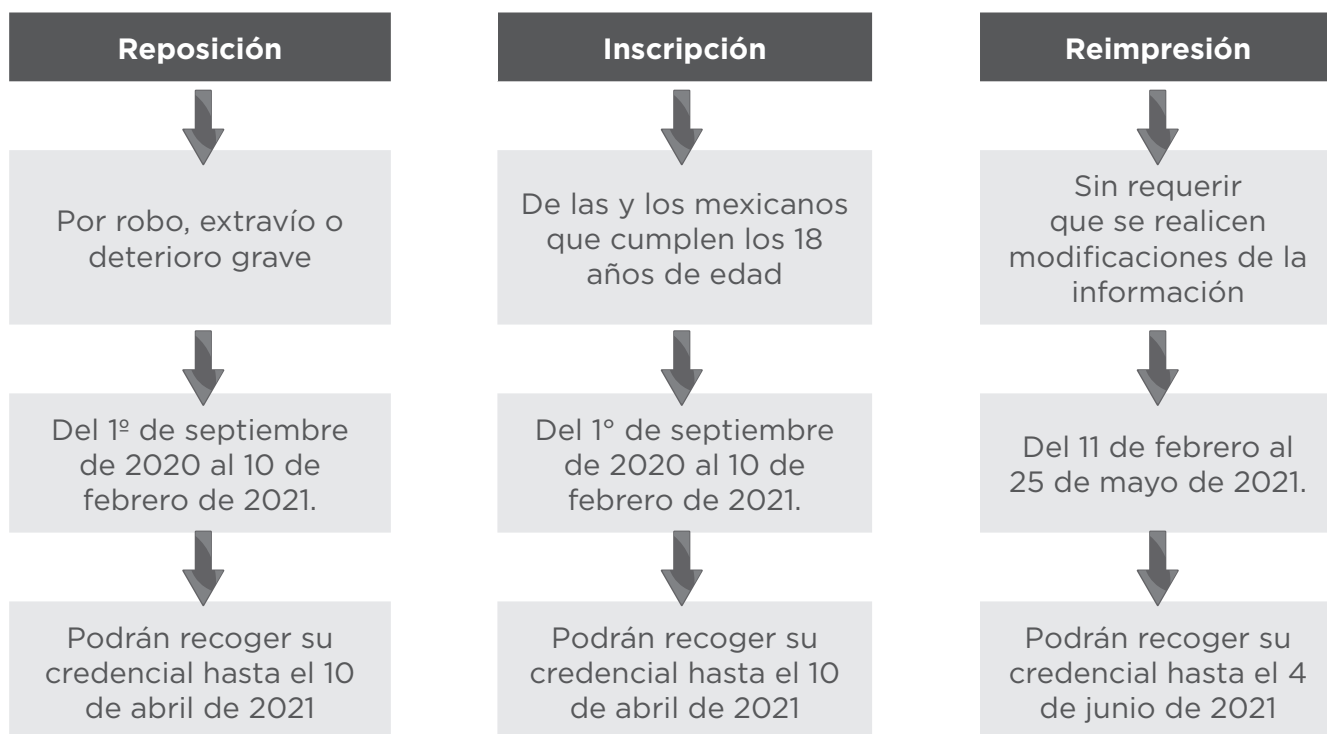 Reposición
Por robo, extravío o
deterioro grave
Del 1º de septiembre
de 2020 al 10 de
febrero de 2021.
Podrán recoger su
credencial hasta el 10
de abril de 2021
Inscripción
De las y los mexicanos
que cumplen los 18
años de edad
Del 1° de septiembre
de 2020 al 10 de
febrero de 2021.
Podrán recoger su
credencial hasta el 10
de abril de 2021
Reimpresión
Sin requerir
que se realicen
modificaciones de la
información
Del 11 de febrero al
25 de mayo de 2021.
Podrán recoger su
credencial hasta el 4
de junio de 2021